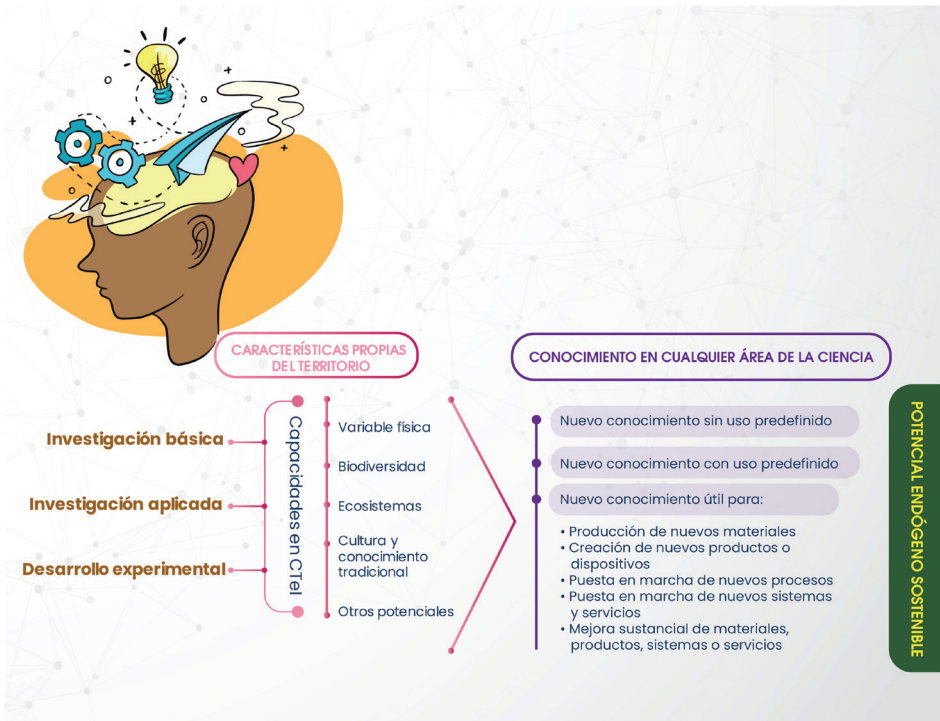 CARACTERÍSTICAS PROPIAS
DEL TERRITORIO
Investigación básica
Investigación aplicada
Desarrollo experimental
Capacidades en CTeI
Variable física
Biodiversidad
Ecosistemas
Cultura y
conocimiento
tradicional
Otros potenciales
CONOCIMIENTO EN CUALQUIER ÁREA DE LA CIENCIA
Nuevo conocimiento sin uso predefinido
Nuevo conocimiento con uso predefinido
Nuevo conocimiento útil para:
• Producción de nuevos materiales
• Creación de nuevos productos o
dispositivos
• Puesta en marcha de nuevos procesos
• Puesta en marcha de nuevos sistemas
y servicios
• Mejora sustancial de materiales,
productos, sistemas o servicios
POTENCIAL ENDÓGENO SOSTENIBLE